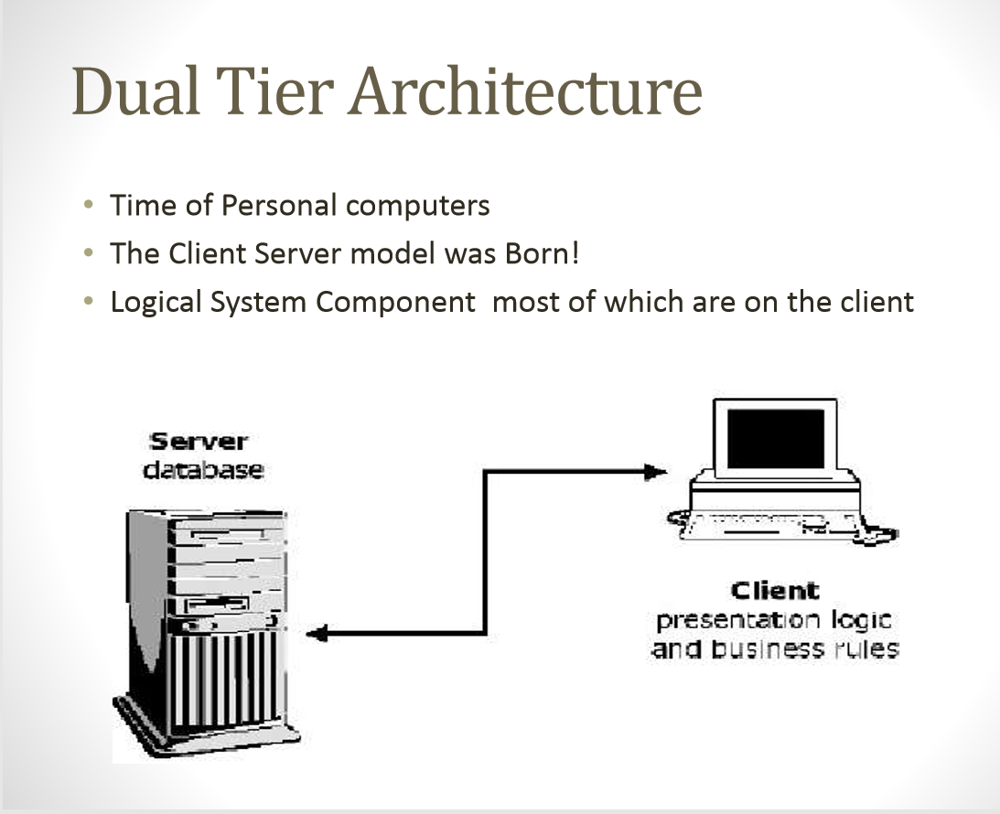 Dual Tier Architecture
• Time of Personal computers
• The Client Server model was Born!
• Logical System Component  most of which are on the client
Server
database
Client
presentation logic
and business rules